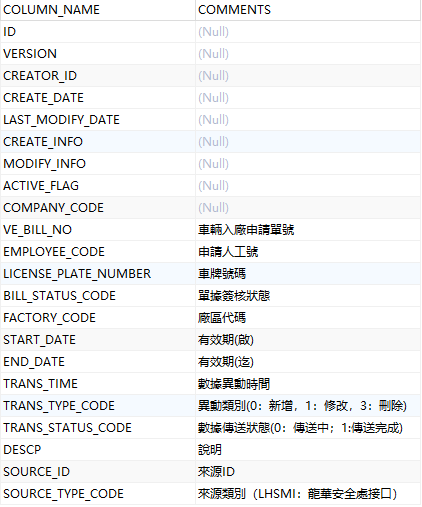 COLUMN_NAME COMMENTS
ID (Null)
VERSION (Null)
CREATOR_ID (Null)
CREATE_DATE (Null)
LAST_MODIFY_DATE (Null)
CREATE_INFO (Null)
MODIFY_INFO (Null)
ACTIVE_FLAG (Null)
COMPANY_CODE (Null)
VE_BILL_NO 車輛入廠申請單號
EMPLOYEE_CODE 申請人工號
LICENSE_PLATE_NUMBER 車牌號碼
BILL_STATUS_CODE 單據簽核狀態
FACTORY_CODE 廠區代碼
START_DATE 有效期(啟)
END_DATE 有效期(迄)
TRANS_TIME 數據異動時間
TRANS_TYPE_CODE 異動類別(0：新增，1：修改，3：刪除)
TRANS_STATUS_CODE 數據傳送狀態(0：傳送中；1:傳送完成)
DESCP 說明
SOURCE_ID 來源ID
SOURCE_TYPE_CODE 來源類別（LHSMI：龍華安全處接口）